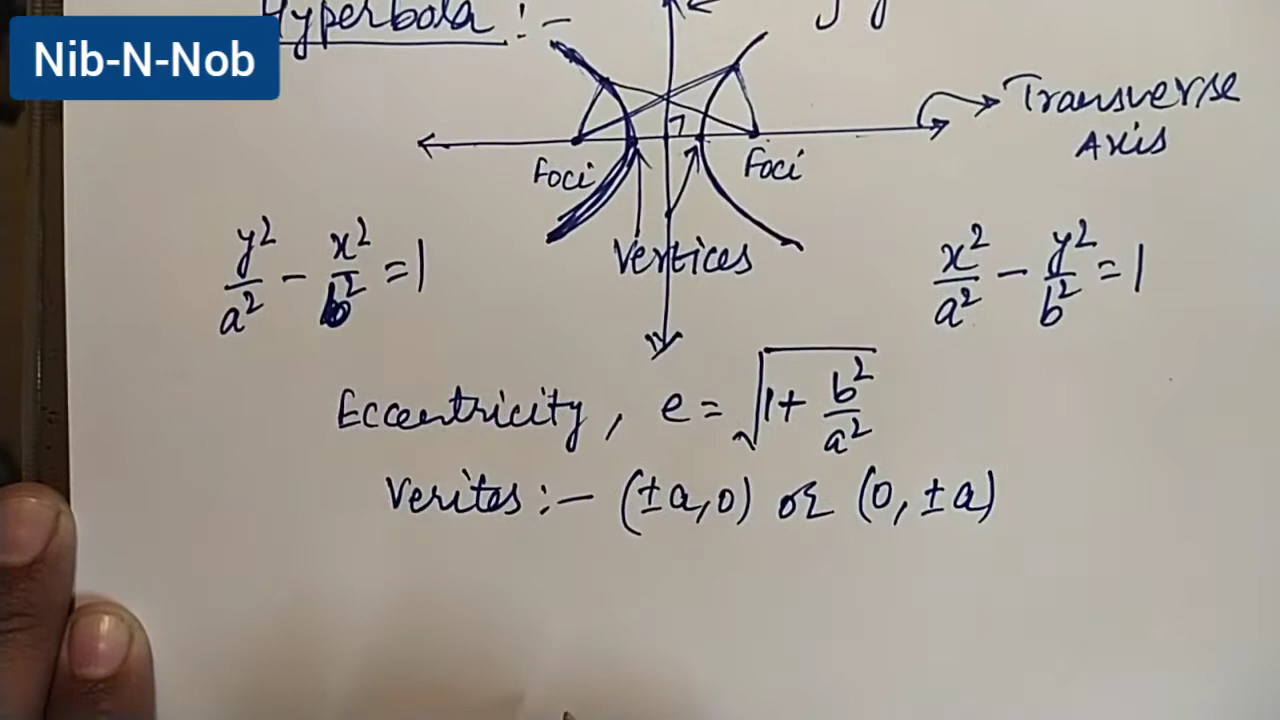 Hyperbola :-
Nib-N-Nob
Transverse
Axis
Foci
Foci
Vertices
y²/a² - x²/b² = 1
x²/a² - y²/b² = 1
Eccentricity, e = √(1 + b²/a²)
Verites :- (±a, 0) or (0, ±a)